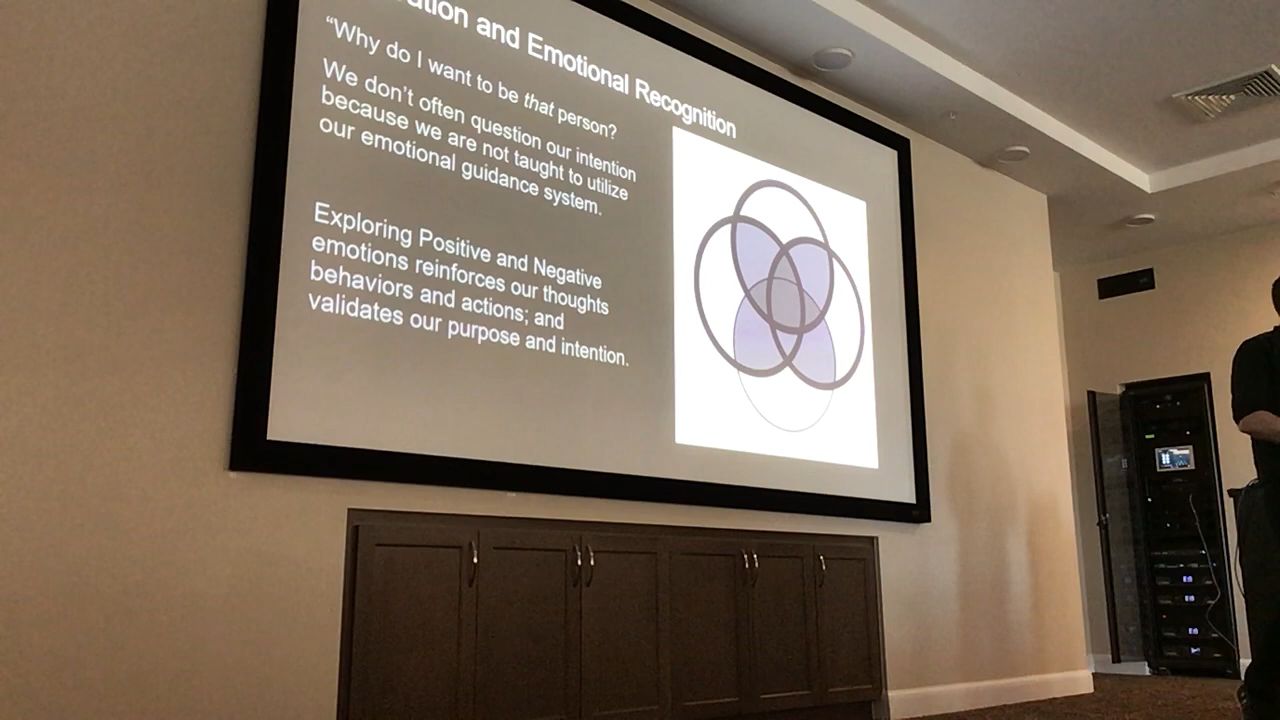 and Emotional Recognition
“Why do I want to be that person?
We don’t often question our intention
because we are not taught to utilize
our emotional guidance system.
Exploring Positive and Negative
emotions reinforces our thoughts
behaviors and actions; and
validates our purpose and intention.